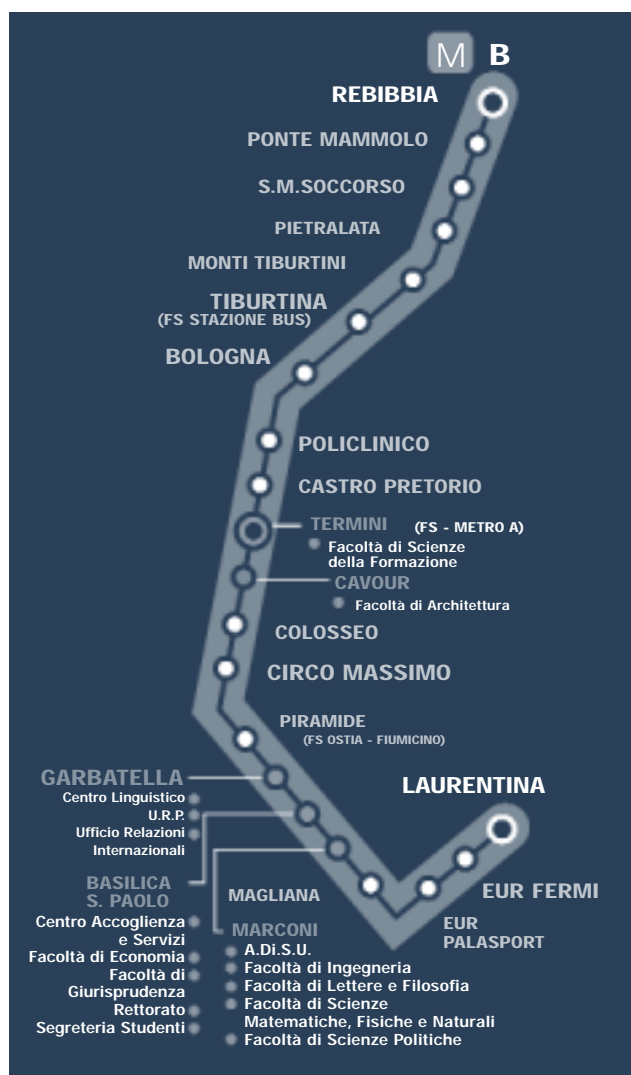 M B
REBIBBIA
PONTE MAMMOLO
S.M.SOCCORSO
PIETRALATA
MONTI TIBURTINI
TIBURTINA
(FS STAZIONE BUS)
BOLOGNA
POLICLINICO
CASTRO PRETORIO
TERMINI (FS - METRO A)
Facoltà di Scienze
della Formazione
CAVOUR
Facoltà di Architettura
COLOSSEO
CIRCO MASSIMO
PIRAMIDE
(FS OSTIA - FIUMICINO)
GARBATELLA
Centro Linguistico
U.R.P.
Ufficio Relazioni
Internazionali
BASILICA
S. PAOLO
Centro Accoglienza
e Servizi
Facoltà di Economia
Facoltà di
Giurisprudenza
Rettorato
Segreteria Studenti
MARCONI
A.Di.S.U.
Facoltà di Ingegneria
Facoltà di Lettere e Filosofia
Facoltà di Scienze
Matematiche, Fisiche e Naturali
Facoltà di Scienze Politiche
MAGLIANA
EUR
PALASPORT
EUR FERMI
LAURENTINA